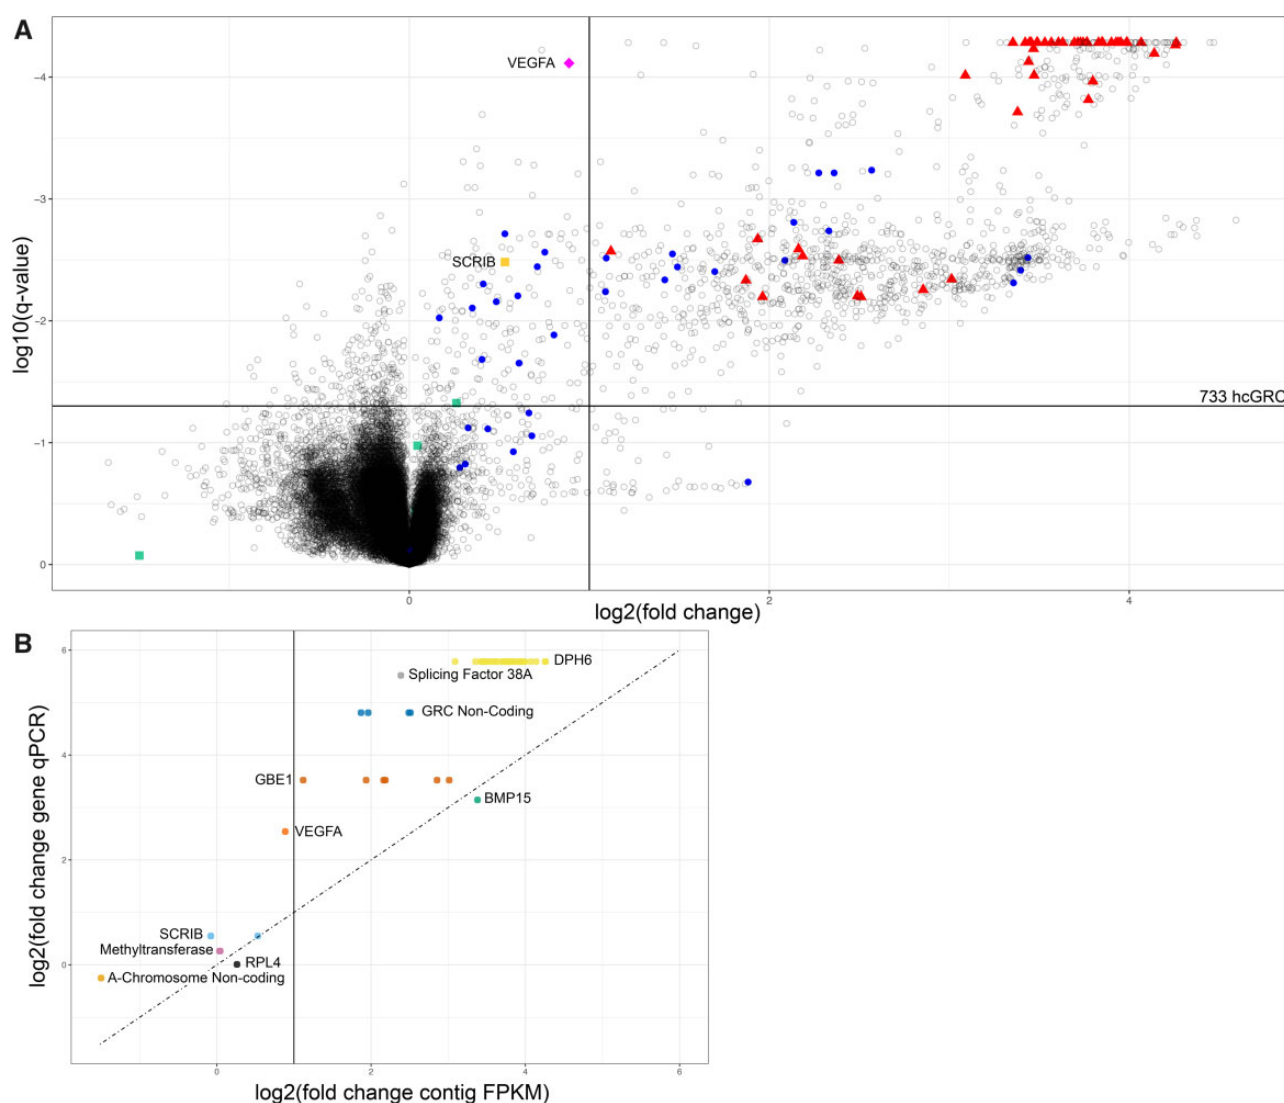 A
log10(q-value)
−4
−3
−2
−1
0
VEGFA
SCRIB
733 hcGRC
0
2
4
log2(fold change)
B
log2(fold change gene qPCR)
6
4
2
0
DPH6
Splicing Factor 38A
GRC Non-Coding
GBE1
BMP15
VEGFA
SCRIB
Methyltransferase
RPL4
A-Chromosome Non-coding
0
2
4
6
log2(fold change contig FPKM)